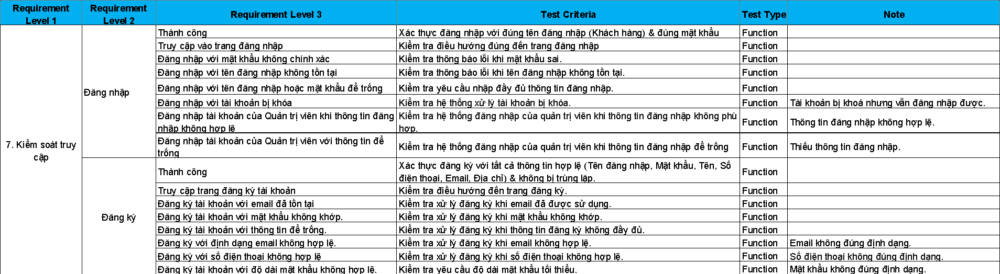 Requirement Level 1
Requirement Level 2
Requirement Level 3
Test Criteria
Test Type
Note
7. Kiểm soát truy cập
Đăng nhập
Thành công
Xác thực đăng nhập với đúng tên đăng nhập (Khách hàng) & đúng mật khẩu
Function
Truy cập vào trang đăng nhập
Kiểm tra điều hướng đúng đến trang đăng nhập
Function
Đăng nhập với mật khẩu không chính xác
Kiểm tra thông báo lỗi khi mật khẩu sai.
Function
Đăng nhập với tên đăng nhập không tồn tại
Kiểm tra thông báo lỗi khi tên đăng nhập không tồn tại.
Function
Đăng nhập với tên đăng nhập hoặc mật khẩu để trống
Kiểm tra yêu cầu nhập đầy đủ thông tin đăng nhập.
Function
Đăng nhập với tài khoản bị khóa
Kiểm tra hệ thống xử lý tài khoản bị khóa.
Function
Tài khoản bị khoá nhưng vẫn đăng nhập được.
Đăng nhập tài khoản của Quản trị viên khi thông tin đăng
nhập không hợp lệ
Kiểm tra hệ thống đăng nhập của quản trị viên khi thông tin đăng nhập không phù
hợp.
Function
Thông tin đăng nhập không hợp lệ.
Đăng nhập tài khoản của Quản trị viên với thông tin để
trống
Kiểm tra hệ thống đăng nhập của quản trị viên khi thông tin đăng nhập để trống
Function
Thiếu thông tin đăng nhập.
Đăng ký
Thành công
Xác thực đăng ký với tất cả thông tin hợp lệ (Tên đăng nhập, Mật khẩu, Tên, Số
điện thoại, Email, Địa chỉ) & không bị trùng lặp.
Function
Truy cập trang đăng ký tài khoản
Kiểm tra điều hướng đến trang đăng ký.
Function
Đăng ký tài khoản với email đã tồn tại
Kiểm tra xử lý đăng ký khi email đã được sử dụng.
Function
Đăng ký tài khoản với mật khẩu không khớp.
Kiểm tra xử lý đăng ký khi mật khẩu không khớp.
Function
Đăng ký tài khoản với thông tin để trống.
Kiểm tra xử lý đăng ký khi thông tin đăng ký không đầy đủ.
Function
Đăng ký với định dạng email không hợp lệ.
Kiểm tra xử lý đăng ký khi email không hợp lệ.
Function
Email không đúng định dạng.
Đăng ký với số điện thoại không hợp lệ
Kiểm tra xử lý đăng ký khi số điện thoại không hợp lệ.
Function
Số điện thoại không đúng định dạng.
Đăng ký tài khoản với độ dài mật khẩu không hợp lệ.
Kiểm tra yêu cầu độ dài mật khẩu tối thiểu.
Function
Mật khẩu không đúng định dạng.